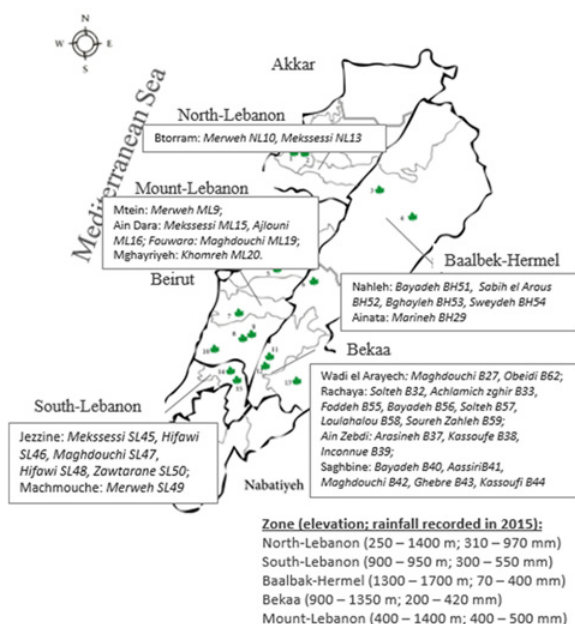 N
W E
S
Akkar
Mediterranean Sea
North-Lebanon
Btorram: Merweh NL10, Mekssessi NL13
Mount-Lebanon
Mtein: Merweh ML9;
Ain Dara: Mekssessi ML15, Ajlouni
ML16; Fouwara: Maghdouchi ML19;
Mghayriyeh: Khomreh ML20.
Beirut
Baalbek-Hermel
Nahleh: Bayadeh BH51, Sabih el Arous
BH52, Bghayleh BH53, Sweydeh BH54
Ainata: Marineh BH29
Bekaa
Wadi el Arayech: Maghdouchi B27, Obeidi B62;
Rachaya: Solteh B32, Achlamich zghir B33,
Foddeh B55, Bayadeh B56, Solteh B57,
Loulahalou B58, Soureh Zahleh B59;
Ain Zebdi: Arasineh B37, Kassoufe B38,
Inconnue B39;
Saghbine: Bayadeh B40, AassiriB41,
Maghdouchi B42, Ghebre B43, Kassoufi B44
South-Lebanon
Jezzine: Mekssessi SL45, Hifawi
SL46, Maghdouchi SL47,
Hifawi SL48, Zawtarane SL50;
Machmouche: Merweh SL49
Nabatiyeh
Zone (elevation; rainfall recorded in 2015):
North-Lebanon (250 – 1400 m; 310 – 970 mm)
South-Lebanon (900 – 950 m; 300 – 550 mm)
Baalbak-Hermel (1300 – 1700 m; 70 – 400 mm)
Bekaa (900 – 1350 m; 200 – 420 mm)
Mount-Lebanon (400 – 1400 m; 400 – 500 mm)